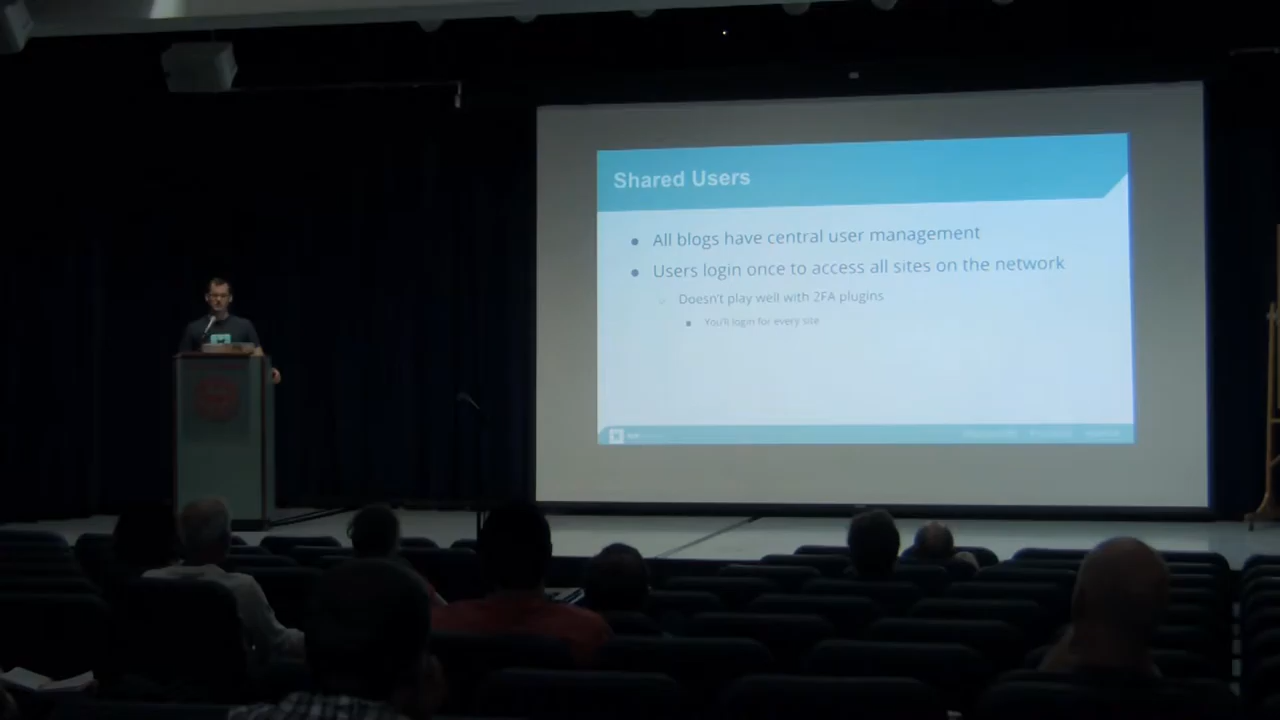 Shared Users
All blogs have central user management
Users login once to access all sites on the network
Doesn't play well with 2FA plugins
You'll login for every site